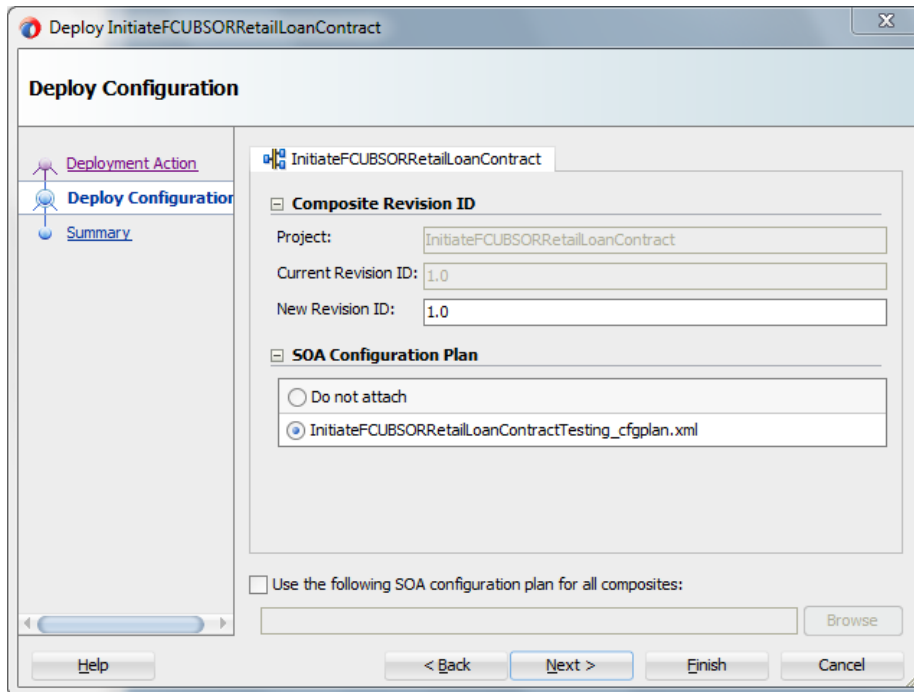 Deploy InitiateFCUBSORRetailLoanContract
Deploy Configuration
Deployment Action
Deploy Configuration
Summary
InitiateFCUBSORRetailLoanContract
Composite Revision ID
Project: InitiateFCUBSORRetailLoanContract
Current Revision ID: 1.0
New Revision ID: 1.0
SOA Configuration Plan
Do not attach
InitiateFCUBSORRetailLoanContractTesting_cfgplan.xml
Use the following SOA configuration plan for all composites:
Browse
Help < Back Next > Finish Cancel